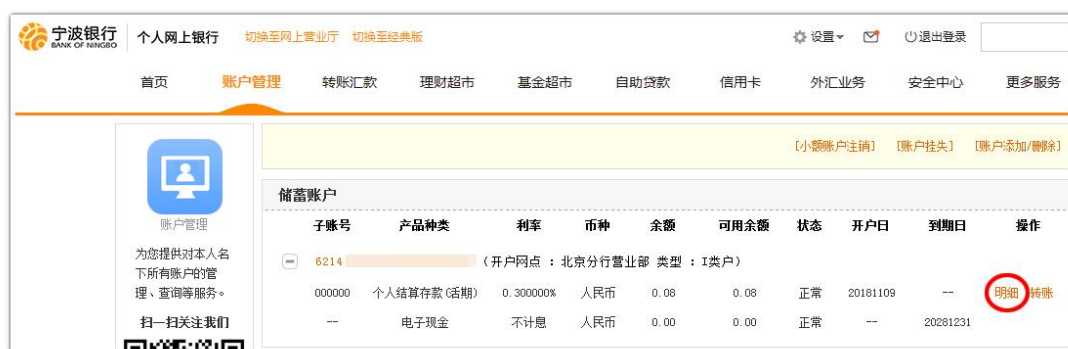 宁波银行 个人网上银行 切换至网上营业厅 切换至经典版 设置 退出登录
BANK OF NINGBO
首页 账户管理 转账汇款 理财超市 基金超市 自助贷款 信用卡 外汇业务 安全中心 更多服务
[小额账户注销] [账户挂失] [账户添加/删除]
账户管理
为您提供对本人名
下所有账户的管
理、查询等服务。
扫一扫关注我们
储蓄账户
子账号 产品种类 利率 币种 余额 可用余额 状态 开户日 到期日 操作
6214 (开户网点 : 北京分行营业部 类型 : I类户)
000000 个人结算存款(活期) 0.300000% 人民币 0.08 0.08 正常 20181109 -- 明细 转账
-- 电子现金 不计息 人民币 0.00 0.00 正常 -- 20281231